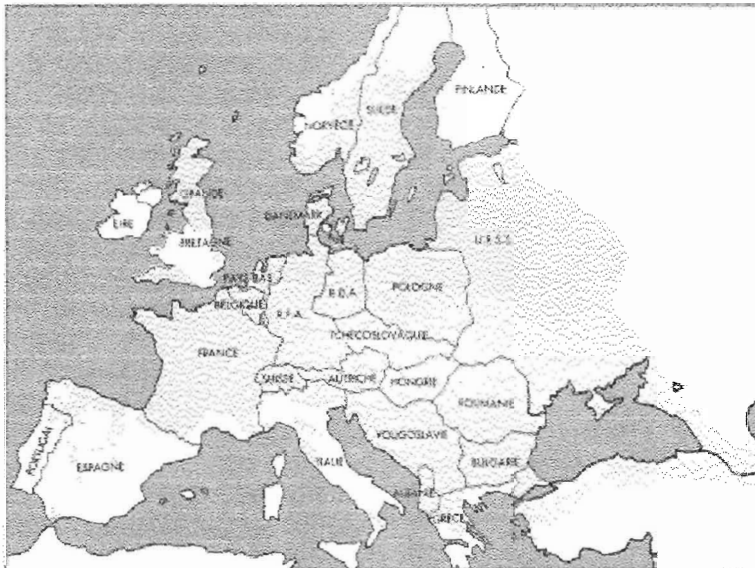 FINLANDE
NORVEGE
SUEDE
GRANDE
BRETAGNE
EIRE
DANEMARK
U.R.S.S.
PAYS BAS
BELGIQUE
R.F.A.
R.D.A.
POLOGNE
TCHECOSLOVAQUIE
FRANCE
SUISSE
AUTRICHE
HONGRIE
ROUMANIE
YOUGOSLAVIE
BULGARIE
PORTUGAL
ESPAGNE
ITALIE
ALBANIE
GRECE